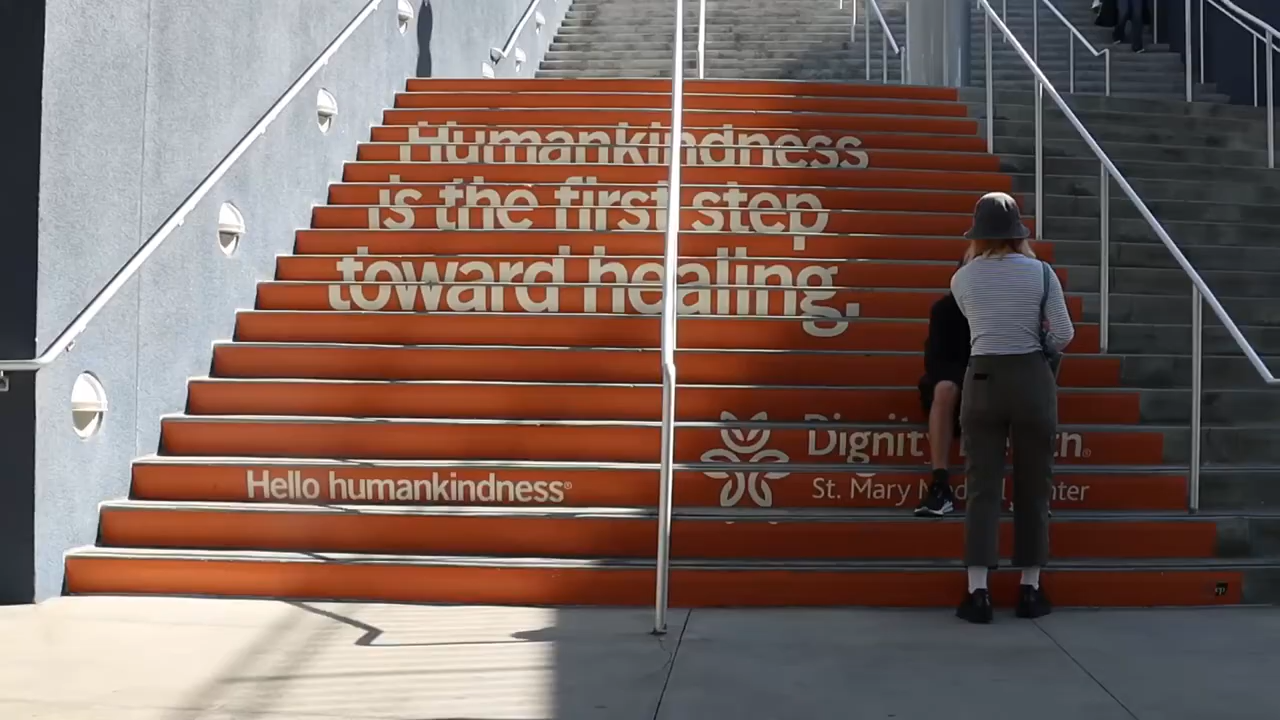 Humankindness
is the first step
toward healing.
Dignity
Hello humankindness®
St. Mary